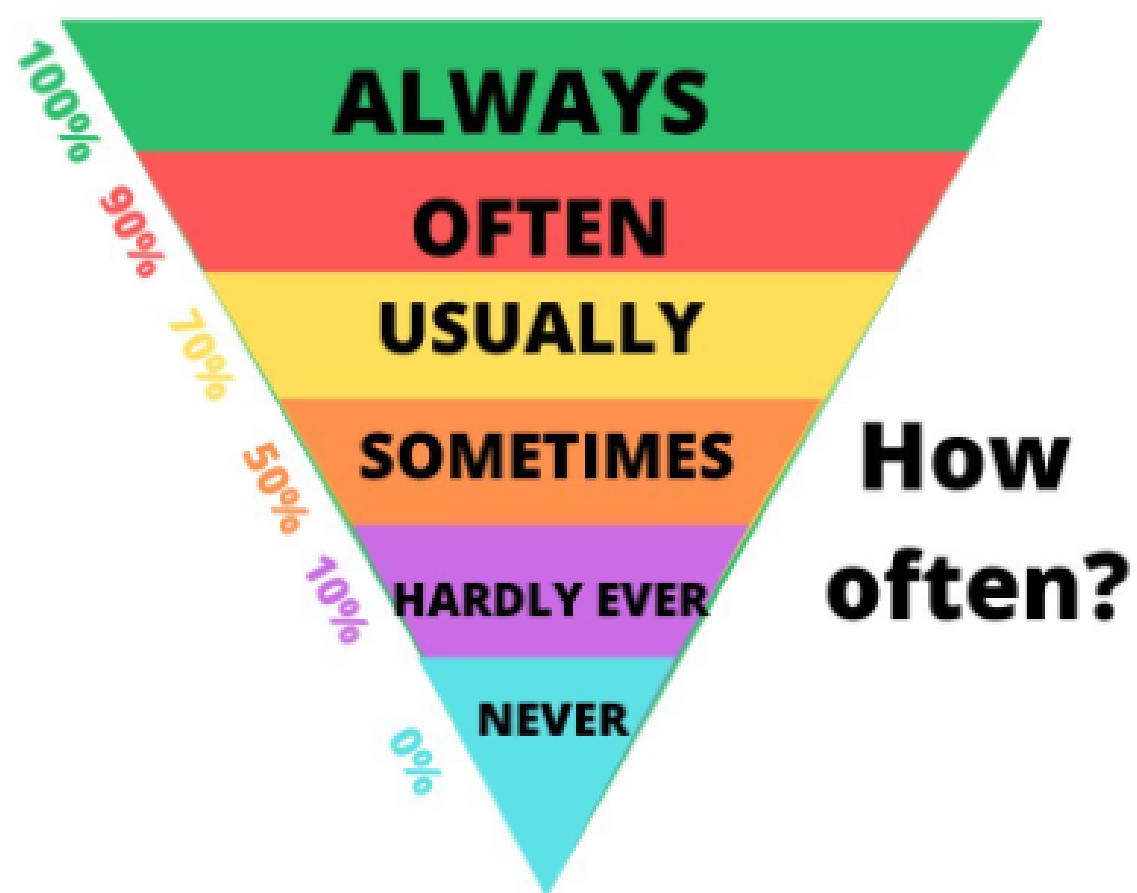 100%
ALWAYS
90%
OFTEN
70%
USUALLY
50%
SOMETIMES
10%
HARDLY EVER
0%
NEVER
How
often?